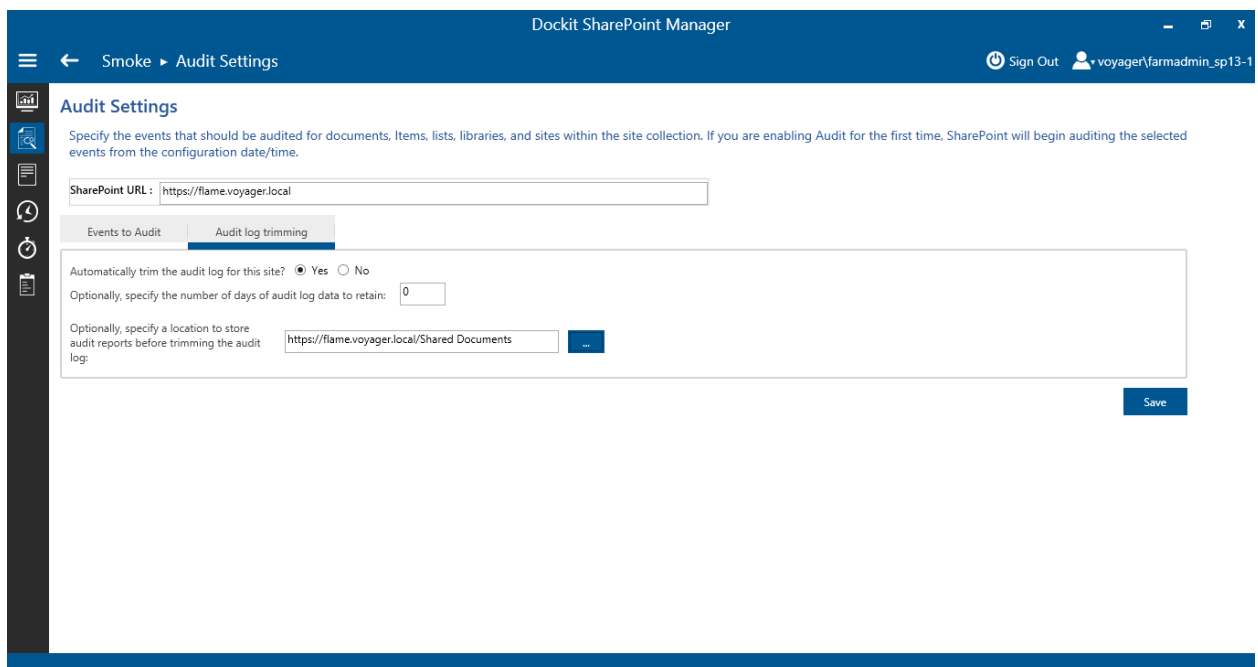 Dockit SharePoint Manager
X
Smoke ▸ Audit Settings
Sign Out
voyager\farmadmin_sp13-1
Audit Settings
Specify the events that should be audited for documents, Items, lists, libraries, and sites within the site collection. If you are enabling Audit for the first time, SharePoint will begin auditing the selected
events from the configuration date/time.
SharePoint URL : https://flame.voyager.local
Events to Audit
Audit log trimming
Automatically trim the audit log for this site? Yes No
Optionally, specify the number of days of audit log data to retain: 0
Optionally, specify a location to store
audit reports before trimming the audit
log:
https://flame.voyager.local/Shared Documents
...
Save